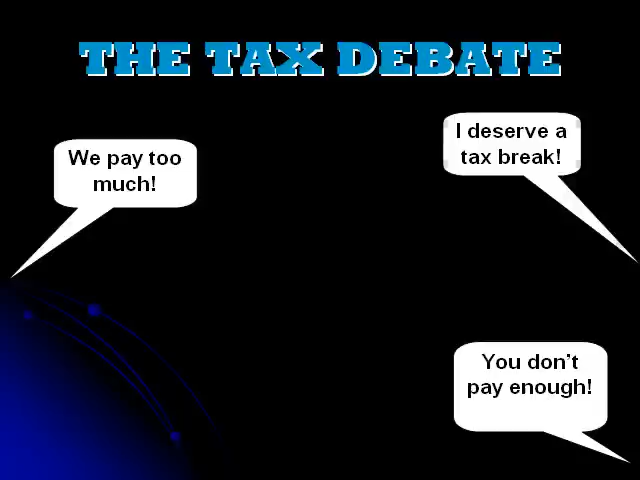 THE TAX DEBATE
We pay too
much!
I deserve a
tax break!
You don’t
pay enough!